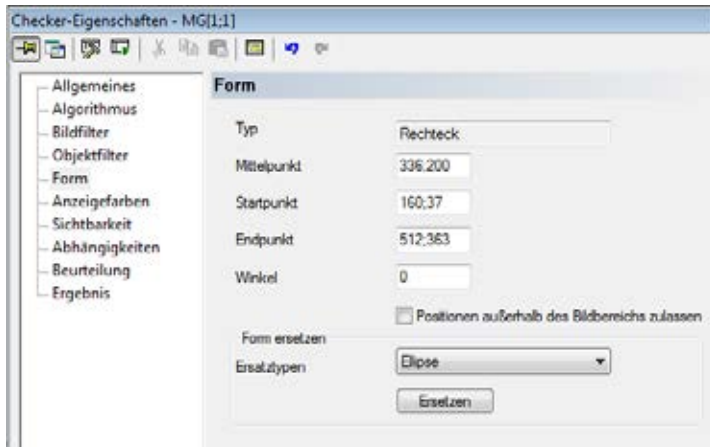 Checker-Eigenschaften - MG[1;1]
Allgemeines
Algorithmus
Bildfilter
Objektfilter
Form
Anzeigefarben
Sichtbarkeit
Abhängigkeiten
Beurteilung
Ergebnis
Form
Typ
Rechteck
Mittelpunkt
336;200
Startpunkt
160;37
Endpunkt
512;363
Winkel
0
Positionen außerhalb des Bildbereichs zulassen
Form ersetzen
Ersatztypen
Ellipse
Ersetzen